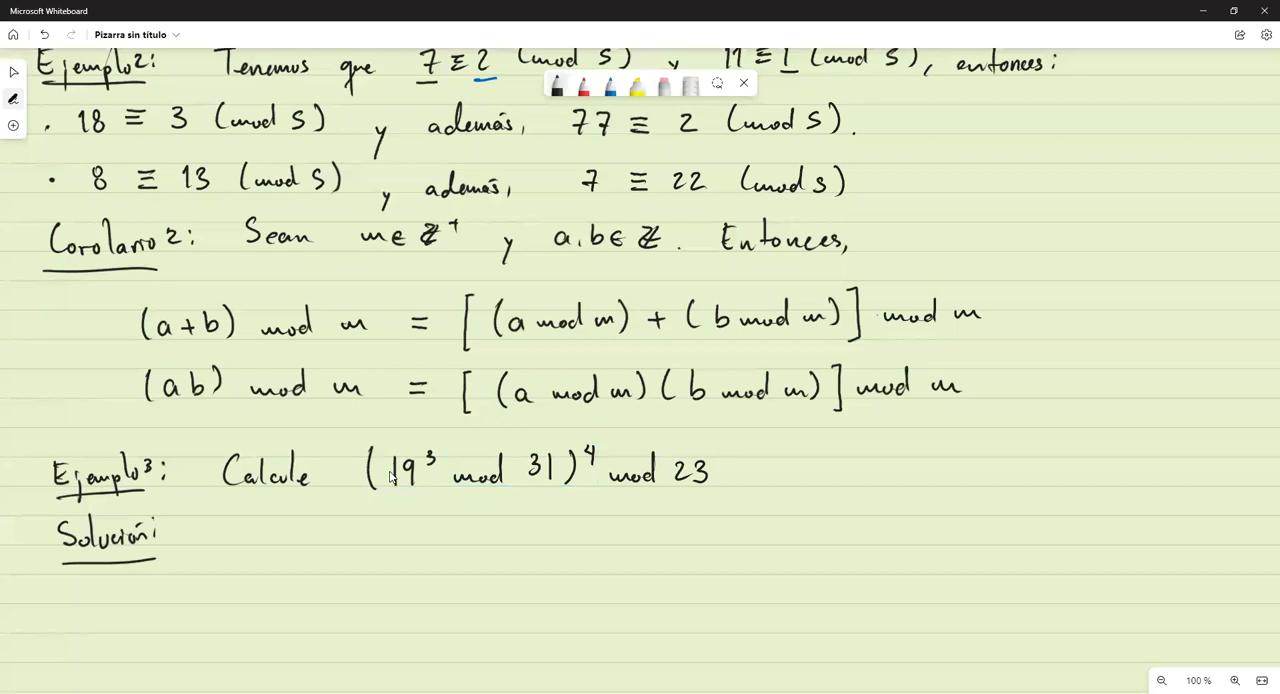 Microsoft Whiteboard
Pizarra sin título
Ejemplo 2: Tenemos que 7 ≡ 2 (mod 5) y 11 ≡ 1 (mod 5), entonces:
• 18 ≡ 3 (mod 5) y además, 77 ≡ 2 (mod 5).
• 8 ≡ 13 (mod 5) y además, 7 ≡ 22 (mod 5)
Corolario 2: Sean m ∈ ℤ⁺ y a, b ∈ ℤ. Entonces,
(a+b) mod m = [(a mod m) + (b mod m)] mod m
(ab) mod m = [(a mod m)(b mod m)] mod m
Ejemplo 3: Calcule (19³ mod 31)⁴ mod 23
Solución:
100 %